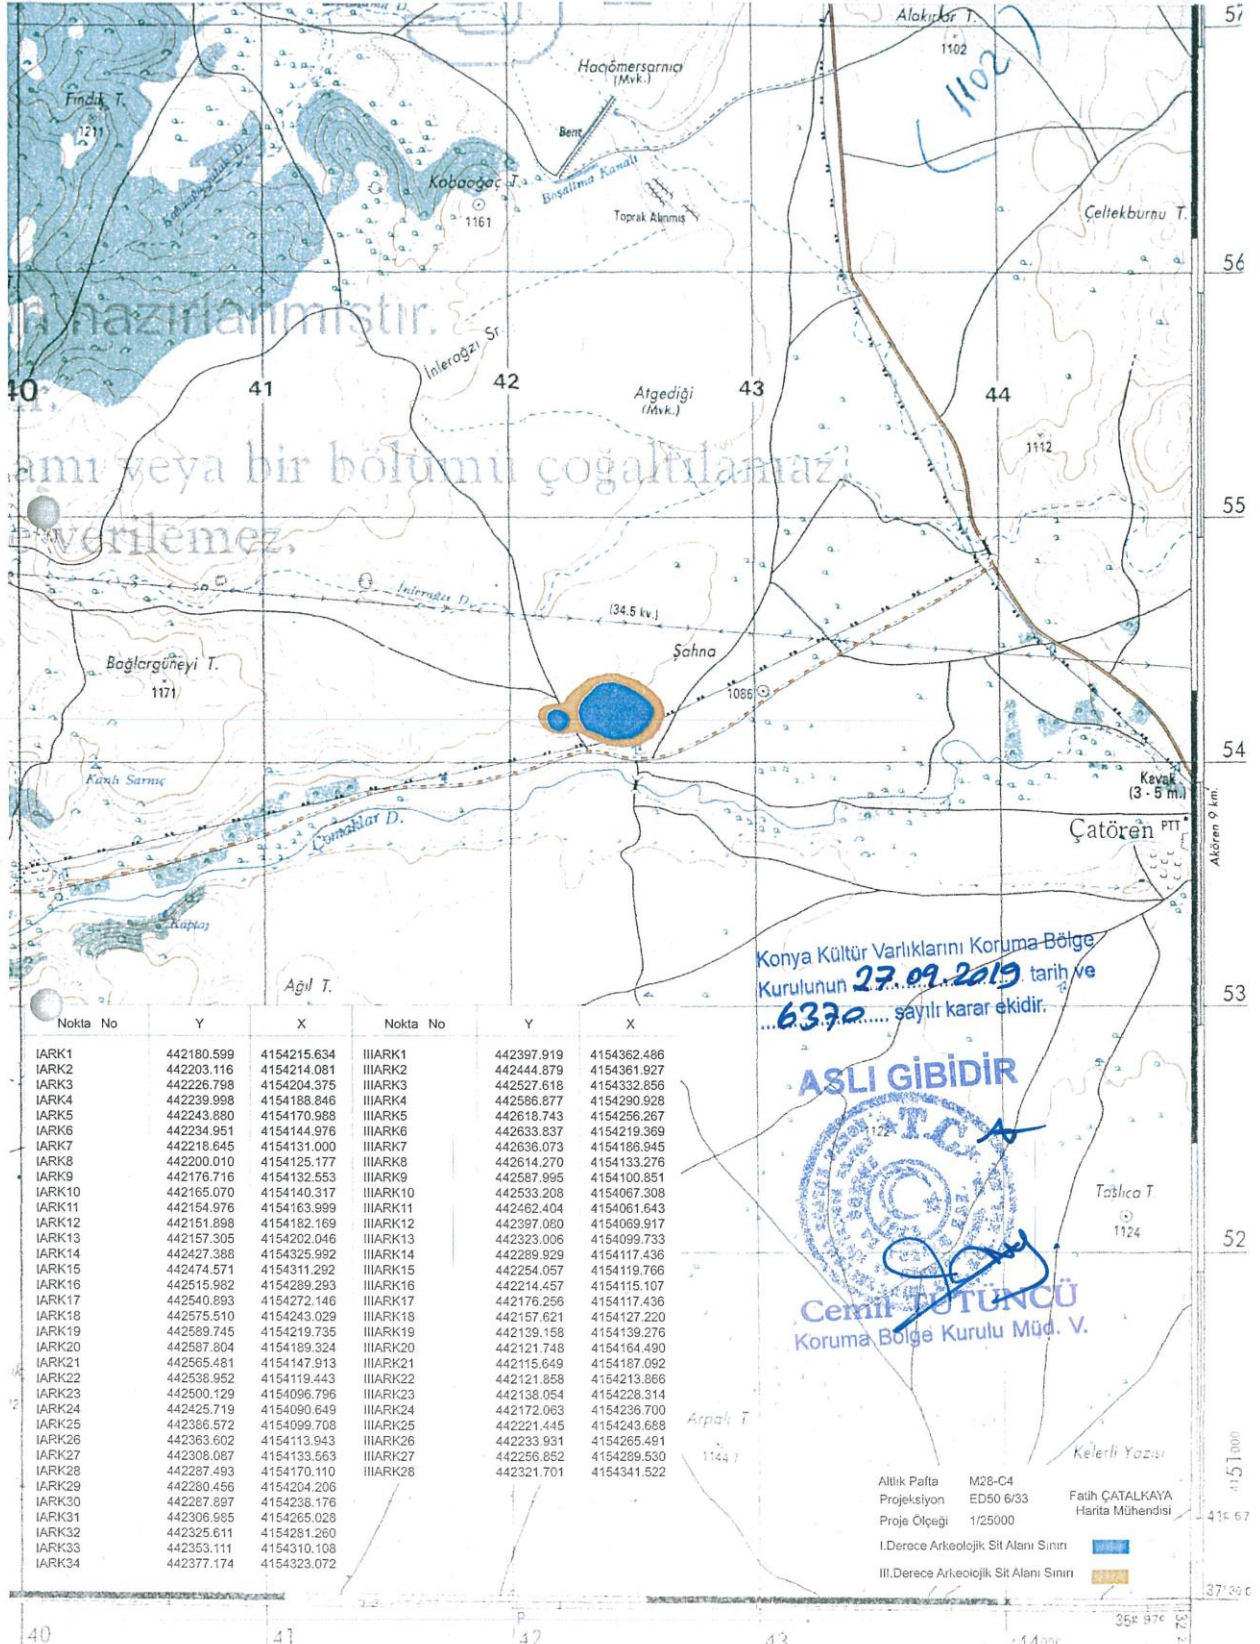 Alakırlar T.
57
1102
(1102)
Hacömersarnıcı
(Mvk.)
Fındık T.
1211
Bent
Kobaağaç T.
1161
Boşaltma Kanalı
Toprak Alınmış
Çeltekburnu T.
56
hazırlanmıştır.
İnlerağzı Sr.
40
41
42
43
44
Atgediği
(Mvk.)
1112
amı veya bir bölümü çoğaltılamaz,
55
e verilemez.
İnlerağzı D.
(34.5 kv.)
Şahna
Bağlargüneyi T.
1171
1086
54
Kanlı Sarnıç
Kavak
(3 - 5 m.)
Çomaklar D.
Çatören PTT
Akören 9 km.
Kaptaj
Ağıl T.
Konya Kültür Varlıklarını Koruma Bölge
Kurulunun 27.09.2019 tarih ve
6370 sayılı karar ekidir.
53
Nokta No Y X Nokta No Y X
IARK1 442180.599 4154215.634 IIIARK1 442397.919 4154362.486
IARK2 442203.116 4154214.081 IIIARK2 442444.879 4154361.927
IARK3 442226.798 4154204.375 IIIARK3 442527.618 4154332.856
IARK4 442239.998 4154188.846 IIIARK4 442586.877 4154290.928
IARK5 442243.880 4154170.988 IIIARK5 442618.743 4154256.267
IARK6 442234.951 4154144.976 IIIARK6 442633.837 4154219.369
IARK7 442218.645 4154131.000 IIIARK7 442636.073 4154186.945
IARK8 442200.010 4154125.177 IIIARK8 442614.270 4154133.276
IARK9 442176.716 4154132.553 IIIARK9 442587.995 4154100.851
IARK10 442165.070 4154140.317 IIIARK10 442533.208 4154067.308
IARK11 442154.976 4154163.999 IIIARK11 442462.404 4154061.643
IARK12 442151.898 4154182.169 IIIARK12 442397.080 4154069.917
IARK13 442157.305 4154202.046 IIIARK13 442323.006 4154099.733
IARK14 442427.388 4154325.992 IIIARK14 442289.929 4154117.436
IARK15 442474.571 4154311.292 IIIARK15 442254.057 4154119.766
IARK16 442515.982 4154289.293 IIIARK16 442214.457 4154115.107
IARK17 442540.893 4154272.146 IIIARK17 442176.256 4154117.436
IARK18 442575.510 4154243.029 IIIARK18 442157.621 4154127.220
IARK19 442589.745 4154219.735 IIIARK19 442139.158 4154139.276
IARK20 442587.804 4154189.324 IIIARK20 442121.748 4154164.490
IARK21 442565.481 4154147.913 IIIARK21 442115.649 4154187.092
IARK22 442538.952 4154119.443 IIIARK22 442121.858 4154213.866
IARK23 442500.129 4154096.796 IIIARK23 442138.054 4154228.314
IARK24 442425.719 4154090.649 IIIARK24 442172.063 4154236.700
IARK25 442386.572 4154099.708 IIIARK25 442221.445 4154243.688
IARK26 442363.602 4154113.943 IIIARK26 442233.931 4154265.491
IARK27 442308.087 4154133.563 IIIARK27 442256.852 4154289.530
IARK28 442287.493 4154170.110 IIIARK28 442321.701 4154341.522
IARK29 442280.456 4154204.206
IARK30 442287.897 4154238.176
IARK31 442306.985 4154265.028
IARK32 442325.611 4154281.260
IARK33 442353.111 4154310.108
IARK34 442377.174 4154323.072
ASLI GİBİDİR
1122
T.C.
Taşlıca T.
1124
52
Cemil TÜTÜNCÜ
Koruma Bölge Kurulu Müd. V.
Arpalı T
1144
Kelerli Yazısı
4151000
Altlık Pafta M28-C4
Projeksiyon ED50 6/33
Proje Ölçeği 1/25000
Fatih ÇATALKAYA
Harita Mühendisi
I.Derece Arkeolojik Sit Alanı Sınırı
III.Derece Arkeolojik Sit Alanı Sınırı
40
41
42
43